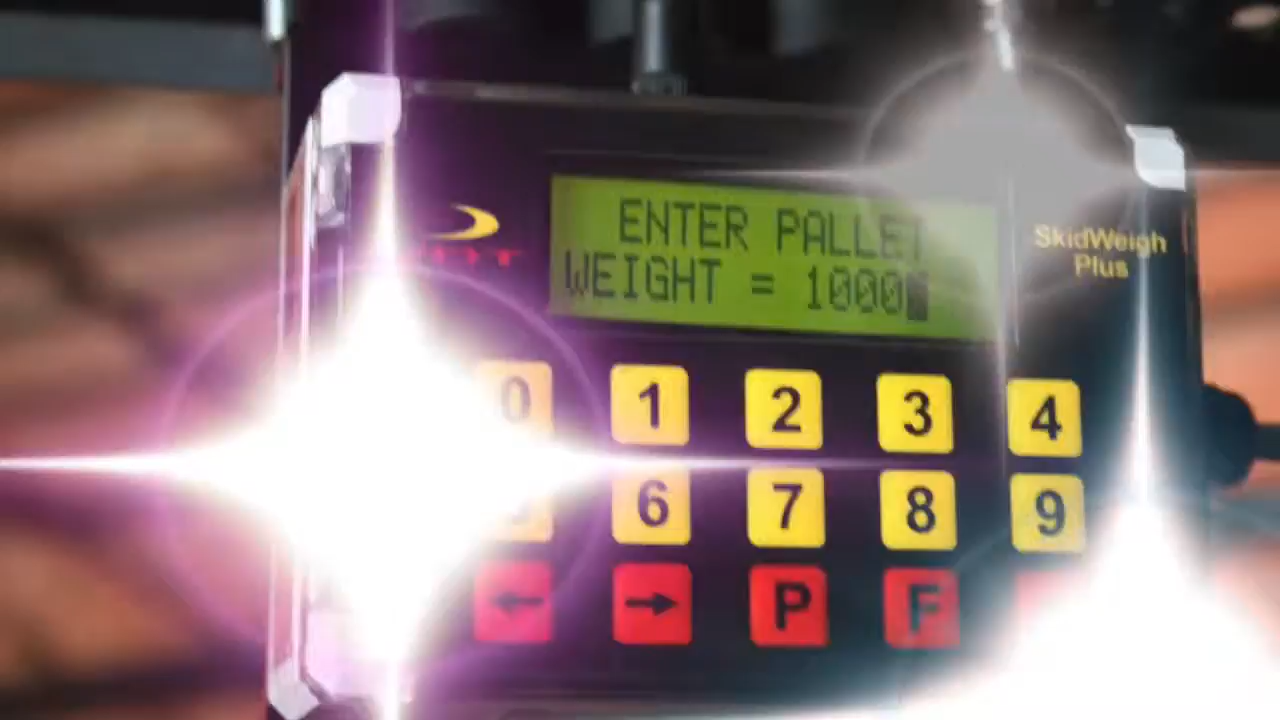 ENTER PALLET
WEIGHT = 1000
SkidWeigh
Plus
0 1 2 3 4
6 7 8 9
← → P F